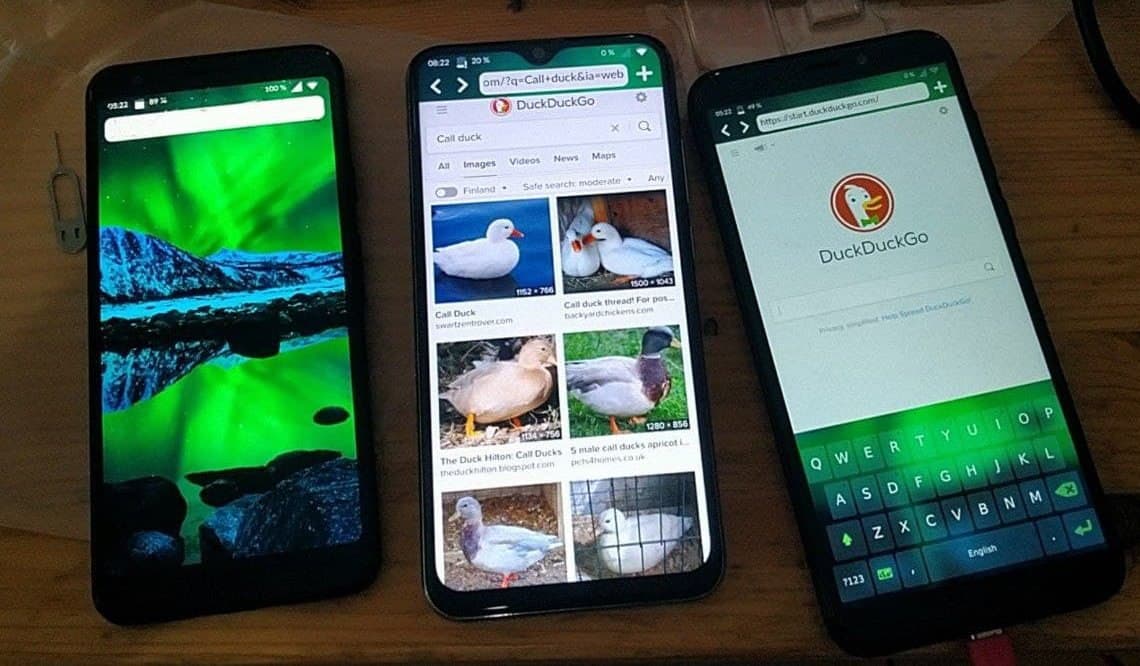 05:22 89 %
100 %
08:22 20 %
0 %
om/?q=Call+duck&ia=web
DuckDuckGo
Call duck
All Images Videos News Maps
Finland Safe search: moderate Any
1152 × 766
1500 × 1043
Call Duck
swartzentrover.com
Call duck thread! For pos...
backyardchickens.com
1134 × 756
1280 × 856
The Duck Hilton: Call Ducks
theduckhilton.blogspot.com
5 male call ducks apricot i...
pets4homes.co.uk
05:22 49 %
0 %
https://start.duckduckgo.com/
DuckDuckGo
Privacy, simplified. Help Spread DuckDuckGo!
Q W E R T Y U I O P
A S D F G H J K L
Z X C V B N M
?123 , English .